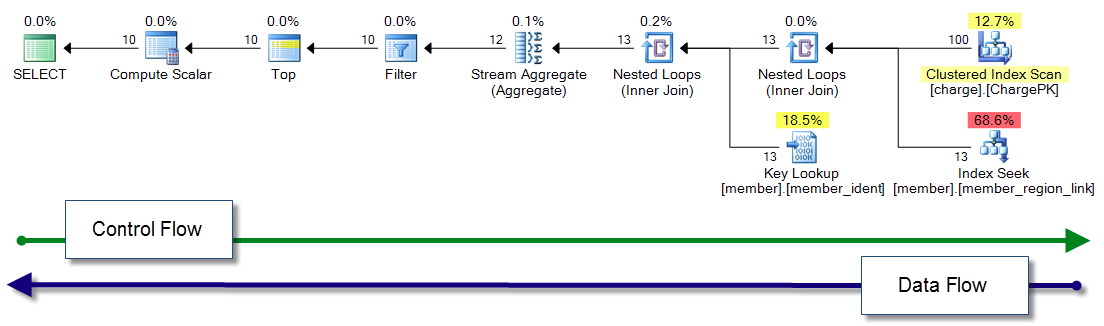 0.0%
0.0%
0.0%
0.0%
0.1%
0.2%
0.0%
12.7%
10
10
10
12
13
13
100
SELECT
Compute Scalar
Top
Filter
Stream Aggregate
(Aggregate)
Nested Loops
(Inner Join)
Nested Loops
(Inner Join)
Clustered Index Scan
[charge].[ChargePK]
18.5%
68.6%
13
13
Key Lookup
[member].[member_ident]
Index Seek
[member].[member_region_link]
Control Flow
Data Flow